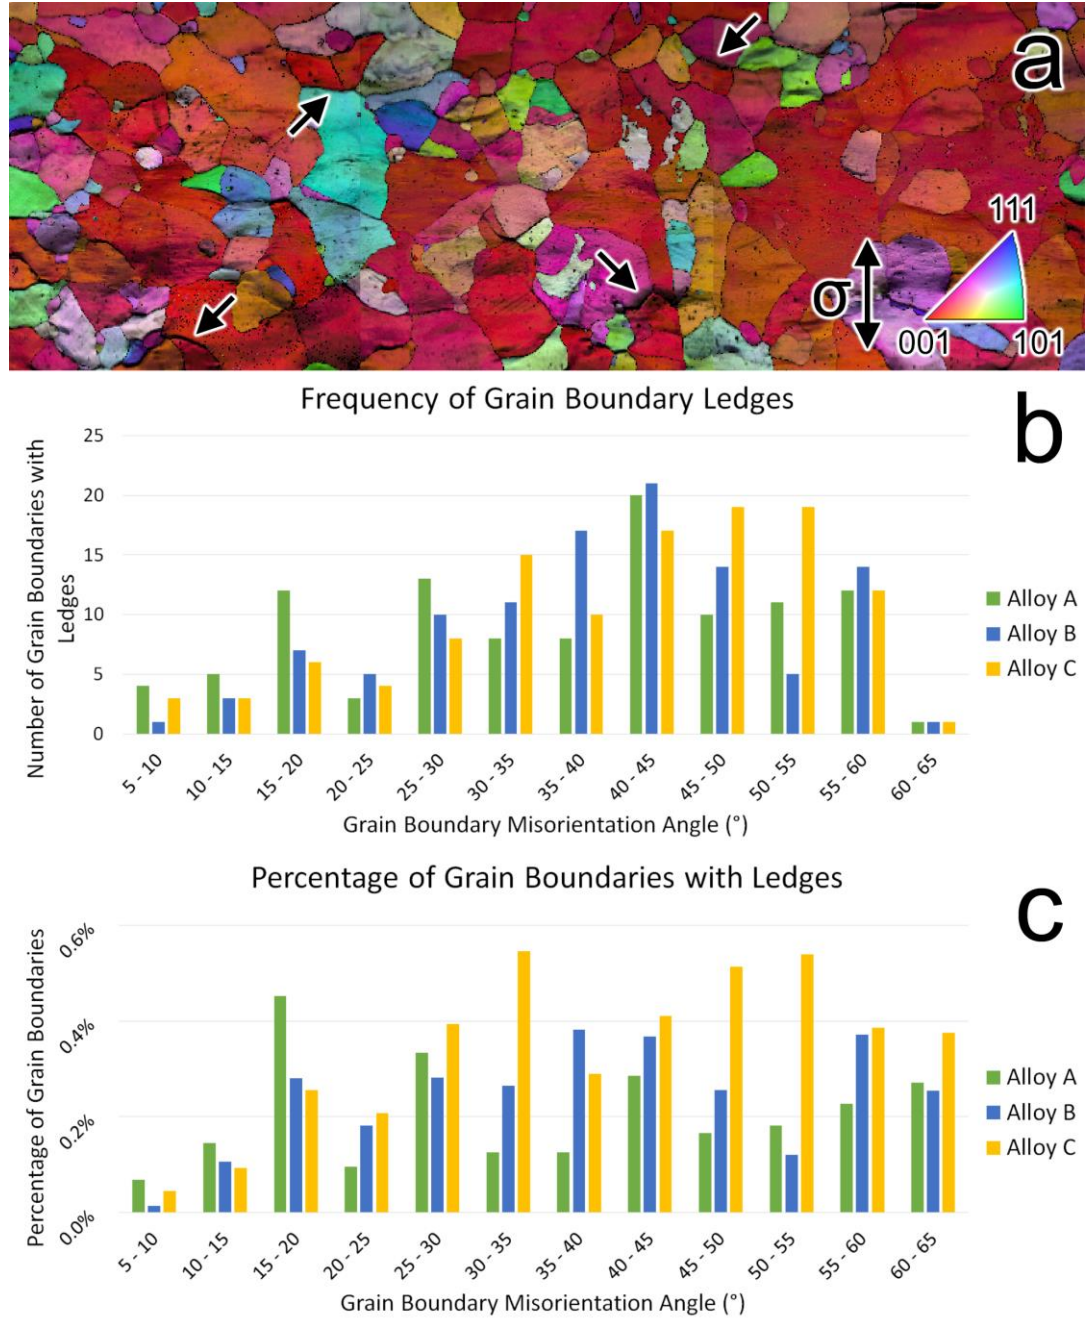 a
111
σ
001
101
Frequency of Grain Boundary Ledges
b
Number of Grain Boundaries with
Ledges
25
20
15
10
5
0
5 - 10
10 - 15
15 - 20
20 - 25
25 - 30
30 - 35
35 - 40
40 - 45
45 - 50
50 - 55
55 - 60
60 - 65
Grain Boundary Misorientation Angle (°)
Alloy A
Alloy B
Alloy C
Percentage of Grain Boundaries with Ledges
c
Percentage of Grain Boundaries
0.6%
0.4%
0.2%
0.0%
5 - 10
10 - 15
15 - 20
20 - 25
25 - 30
30 - 35
35 - 40
40 - 45
45 - 50
50 - 55
55 - 60
60 - 65
Grain Boundary Misorientation Angle (°)
Alloy A
Alloy B
Alloy C